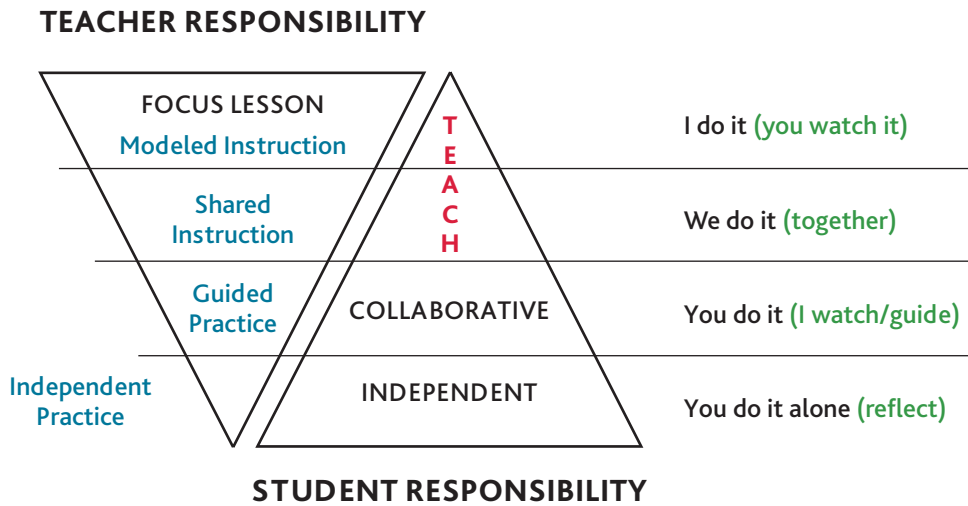 TEACHER RESPONSIBILITY
FOCUS LESSON
Modeled Instruction
T
E
A
C
H
I do it (you watch it)
Shared
Instruction
We do it (together)
Guided
Practice
COLLABORATIVE
You do it (I watch/guide)
Independent
Practice
INDEPENDENT
You do it alone (reflect)
STUDENT RESPONSIBILITY